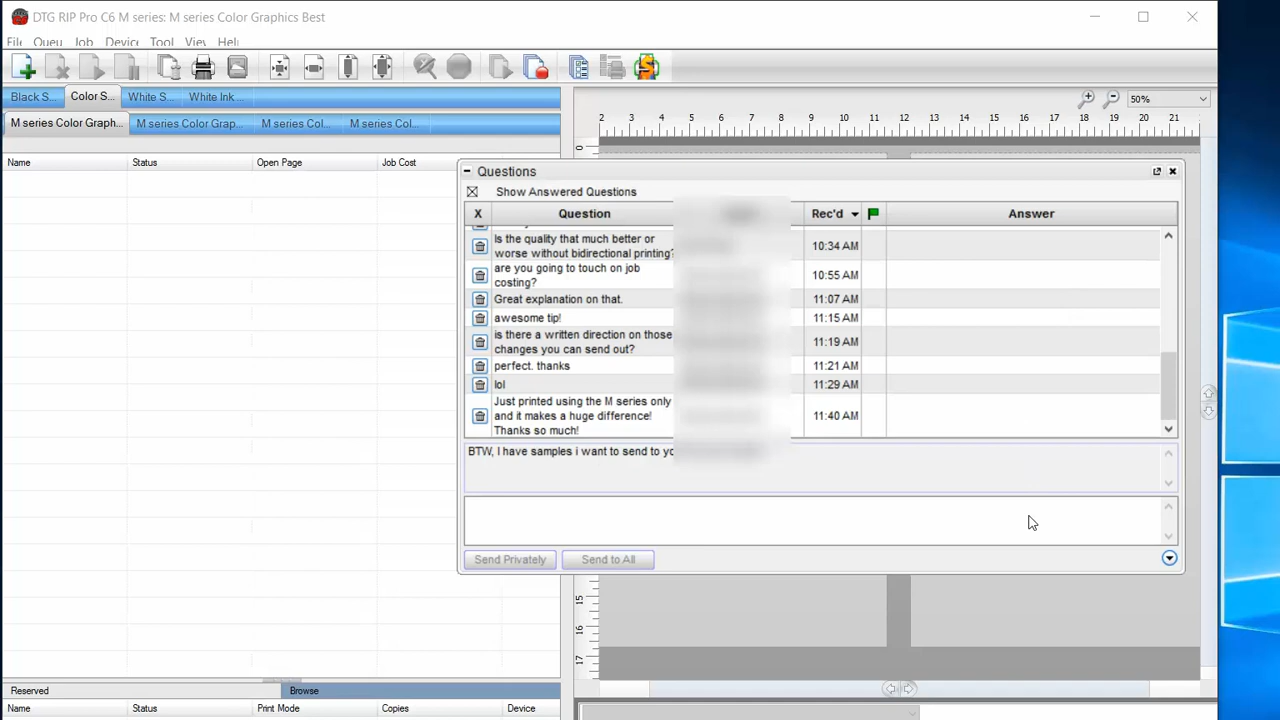 DTG RIP Pro C6 M series: M series Color Graphics Best
File Queu Job Device Tool View Help
Black S... Color S... White S... White Ink ...
M series Color Graph... M series Color Grap... M series Col... M series Col...
Name Status Open Page Job Cost
50%
2 3 4 5 6 7 8 9 10 11 12 13 14 15 16 17 18 19 20 21
0
Questions
Show Answered Questions
X Question Rec'd Answer
Is the quality that much better or
worse without bidirectional printing? 10:34 AM
are you going to touch on job
costing? 10:55 AM
Great explanation on that. 11:07 AM
awesome tip! 11:15 AM
is there a written direction on those
changes you can send out? 11:19 AM
perfect. thanks 11:21 AM
lol 11:29 AM
Just printed using the M series only
and it makes a huge difference!
Thanks so much! 11:40 AM
BTW, I have samples i want to send to
Send Privately Send to All
15
16
17
Reserved Browse
Name Status Print Mode Copies Device